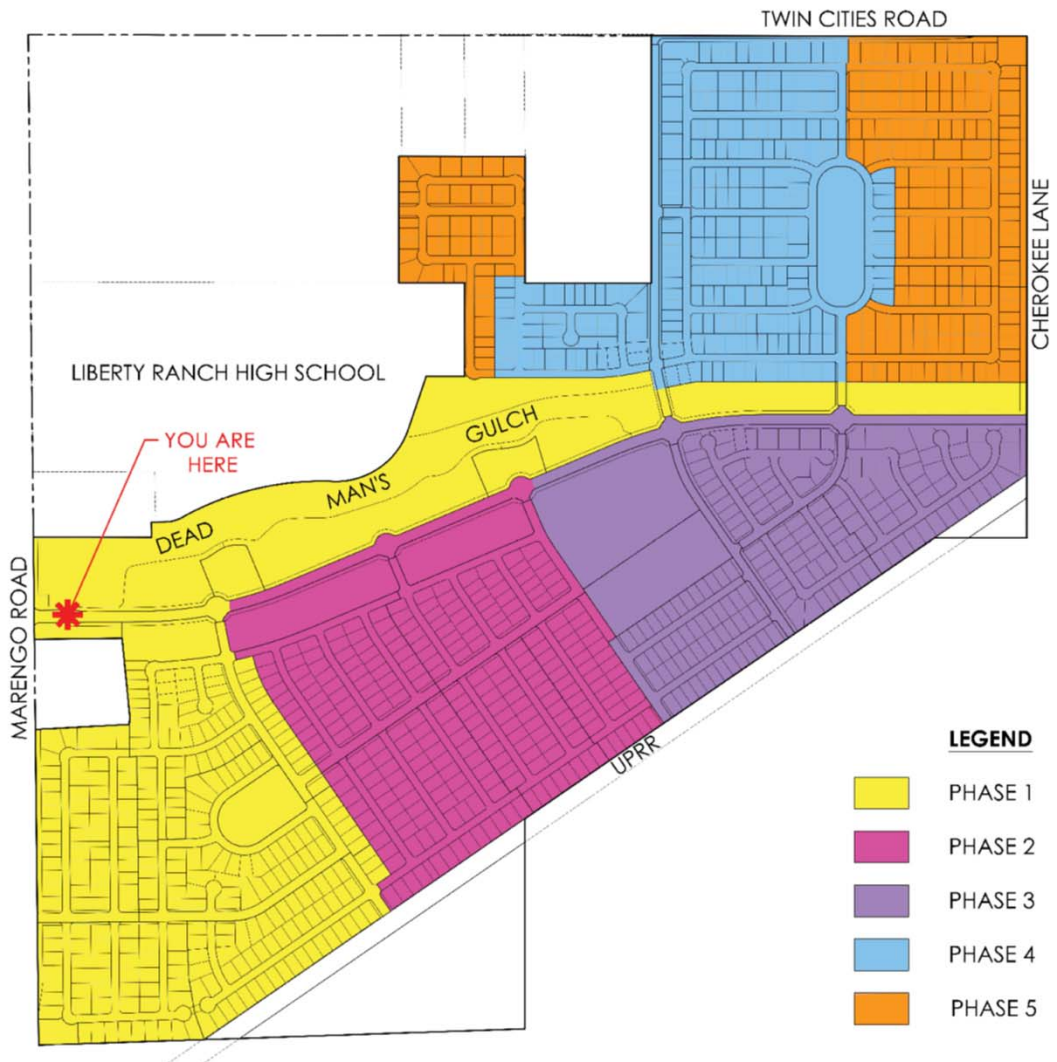 TWIN CITIES ROAD
CHEROKEE LANE
LIBERTY RANCH HIGH SCHOOL
YOU ARE
HERE
DEAD MAN'S GULCH
MARENGO ROAD
UPRR
LEGEND
PHASE 1
PHASE 2
PHASE 3
PHASE 4
PHASE 5